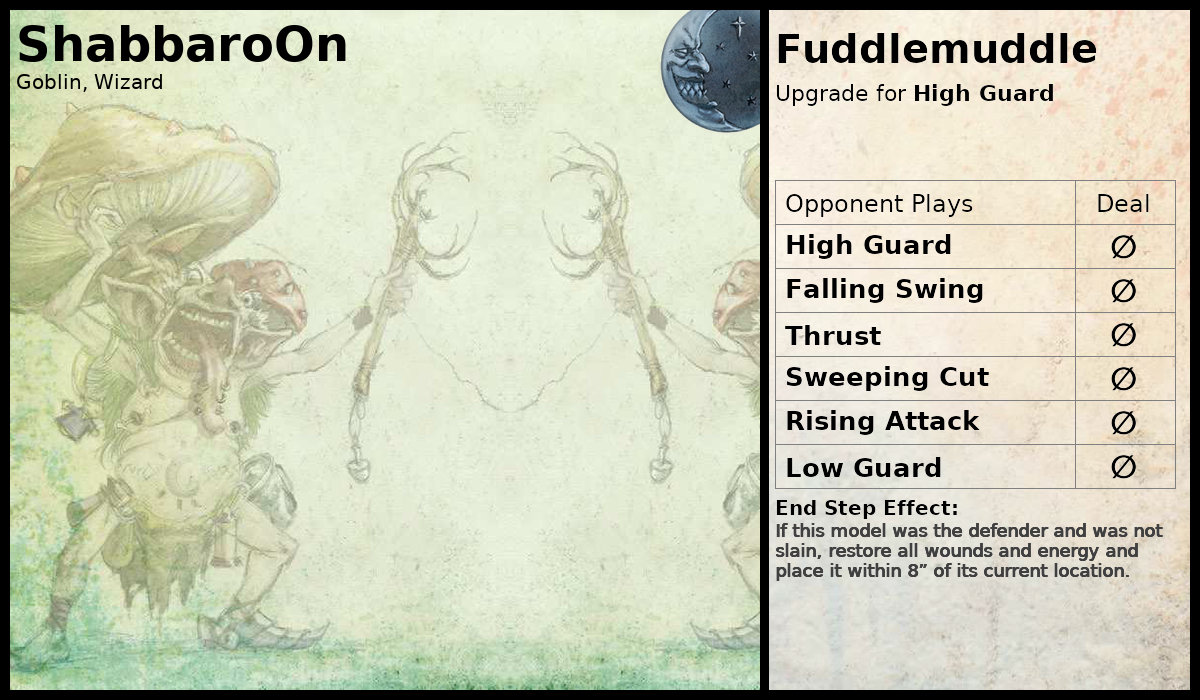 ShabbaroOn
Goblin, Wizard
Fuddlemuddle
Upgrade for High Guard
Opponent Plays Deal
High Guard ∅
Falling Swing ∅
Thrust ∅
Sweeping Cut ∅
Rising Attack ∅
Low Guard ∅
End Step Effect:
If this model was the defender and was not
slain, restore all wounds and energy and
place it within 8” of its current location.